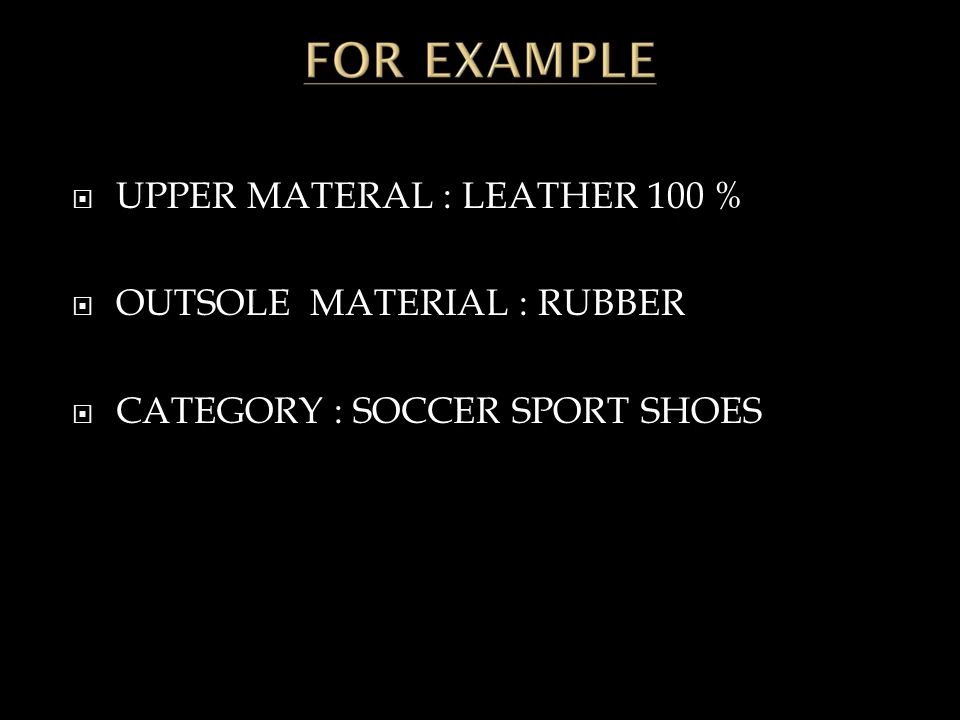 FOR EXAMPLE
UPPER MATERAL : LEATHER 100 %
OUTSOLE MATERIAL : RUBBER
CATEGORY : SOCCER SPORT SHOES